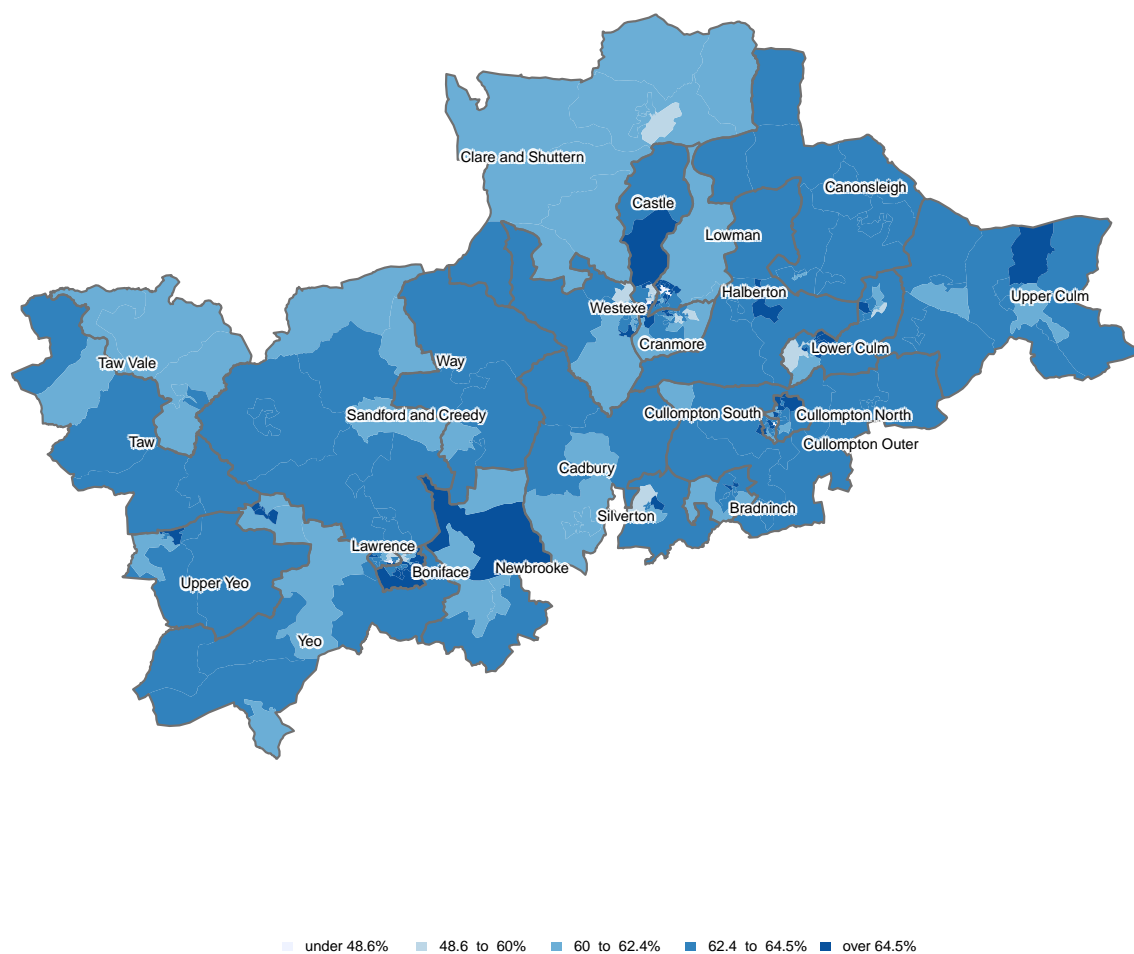 Clare and Shuttern
Canonsleigh
Castle
Lowman
Halberton
Upper Culm
Westexe
Cranmore
Lower Culm
Taw Vale
Way
Sandford and Creedy
Cullompton South
Cullompton North
Taw
Cullompton Outer
Cadbury
Silverton
Bradninch
Lawrence
Boniface
Newbrooke
Upper Yeo
Yeo
under 48.6% 48.6 to 60% 60 to 62.4% 62.4 to 64.5% over 64.5%